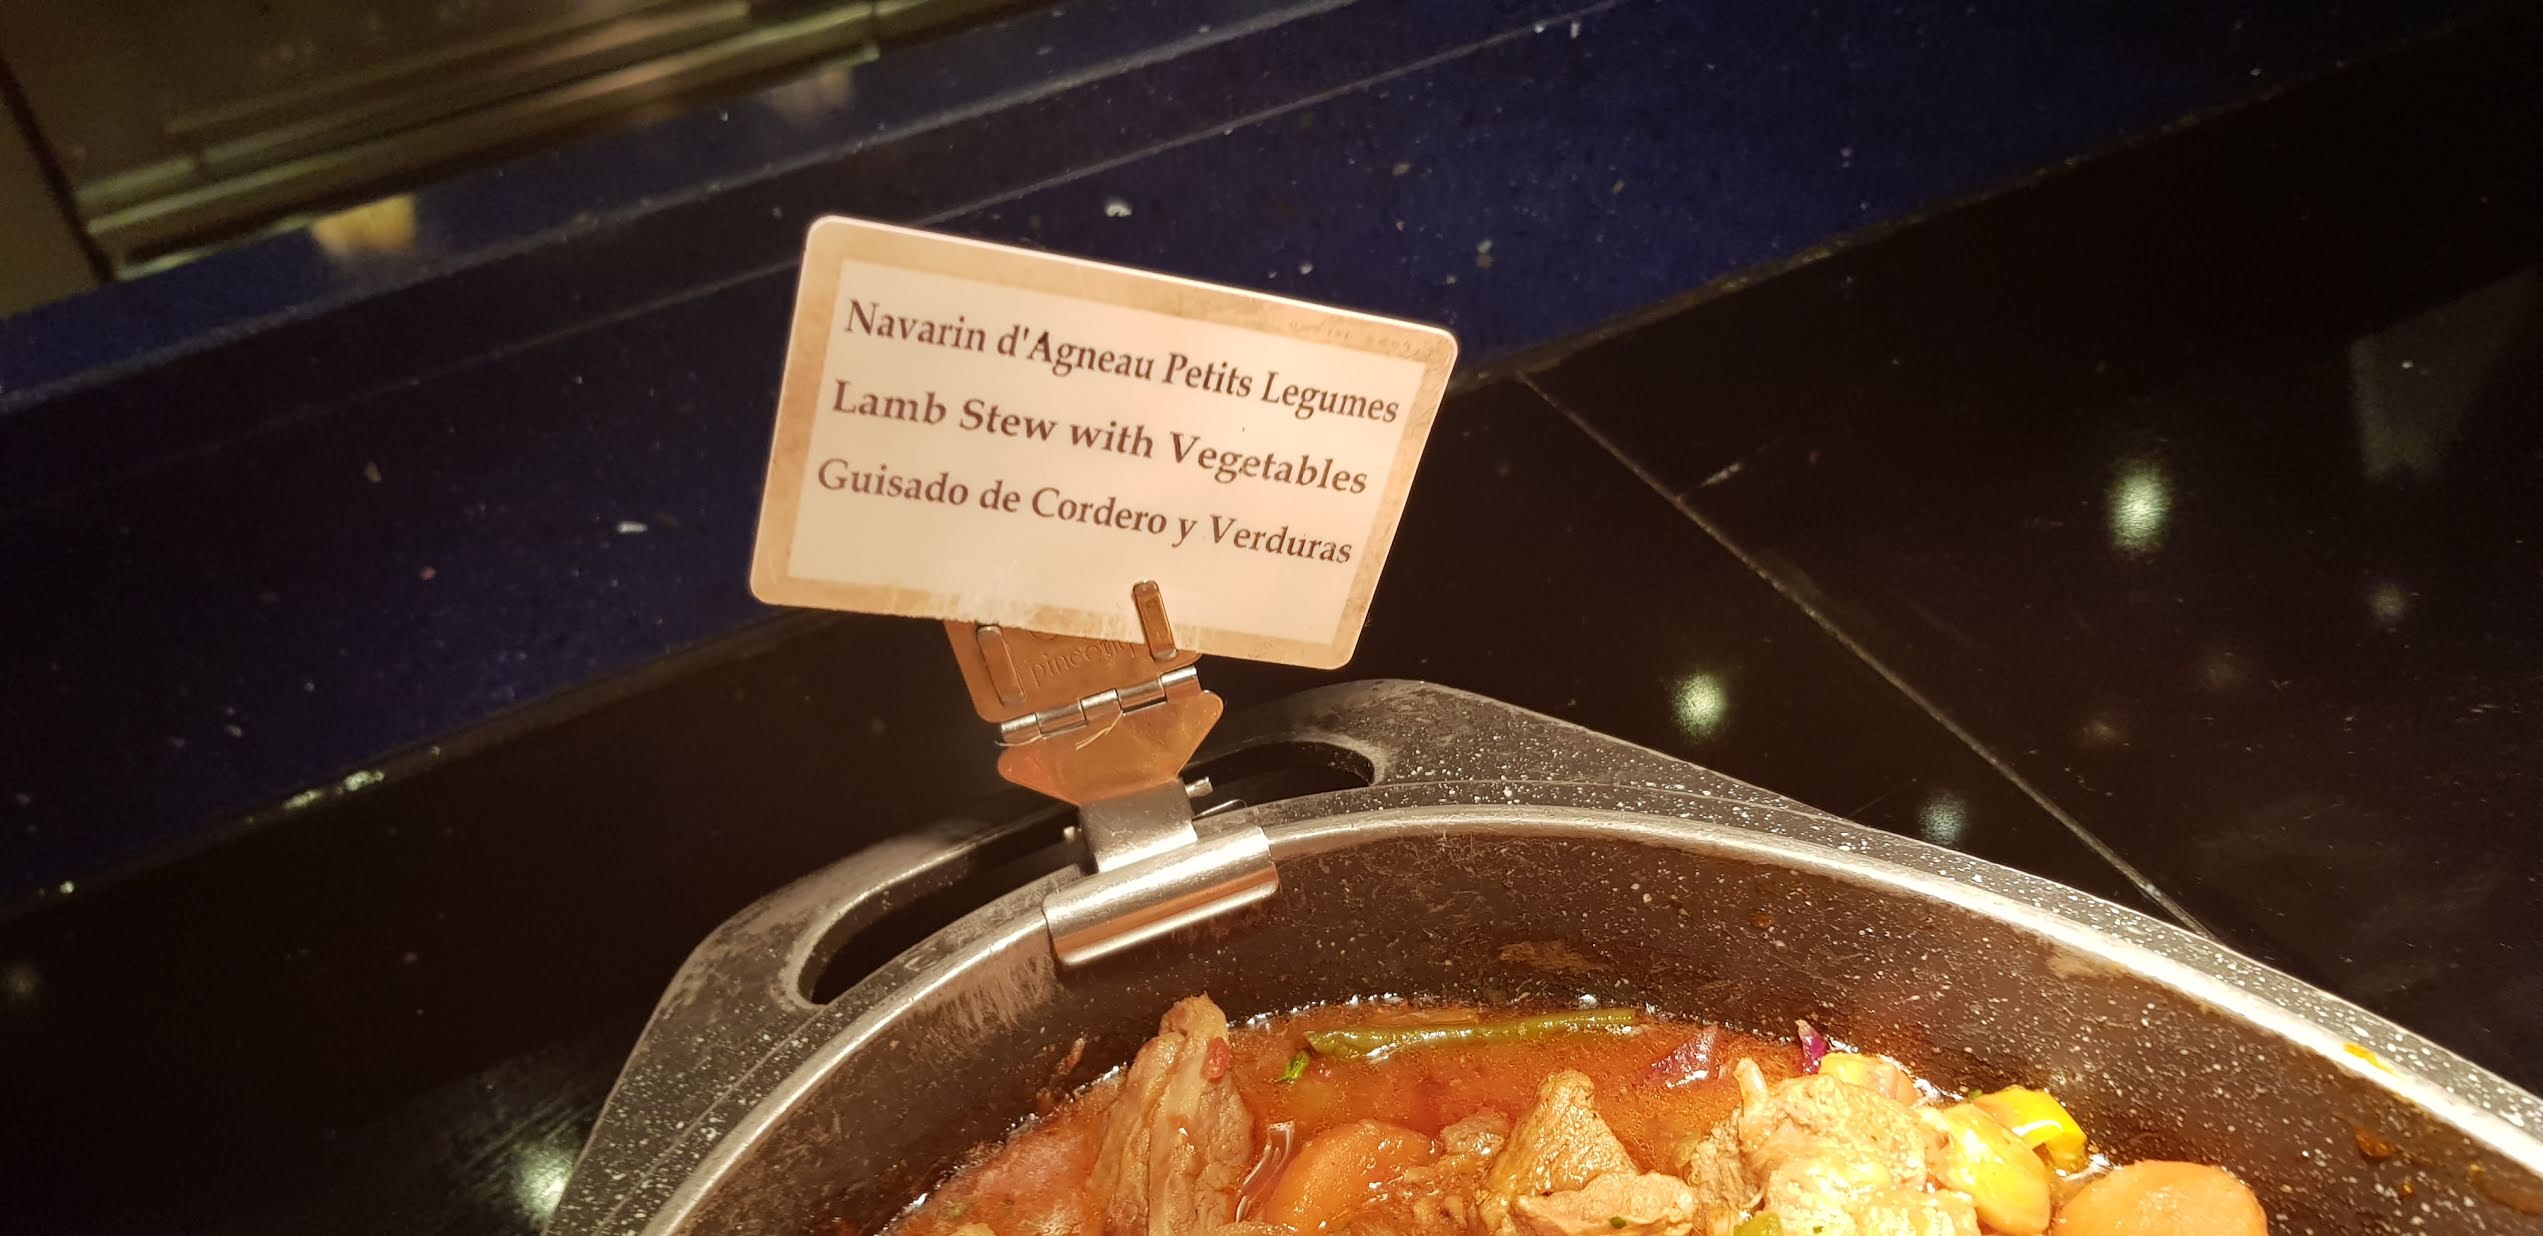 Navarin d'Agneau Petits Legumes
Lamb Stew with Vegetables
Guisado de Cordero y Verduras